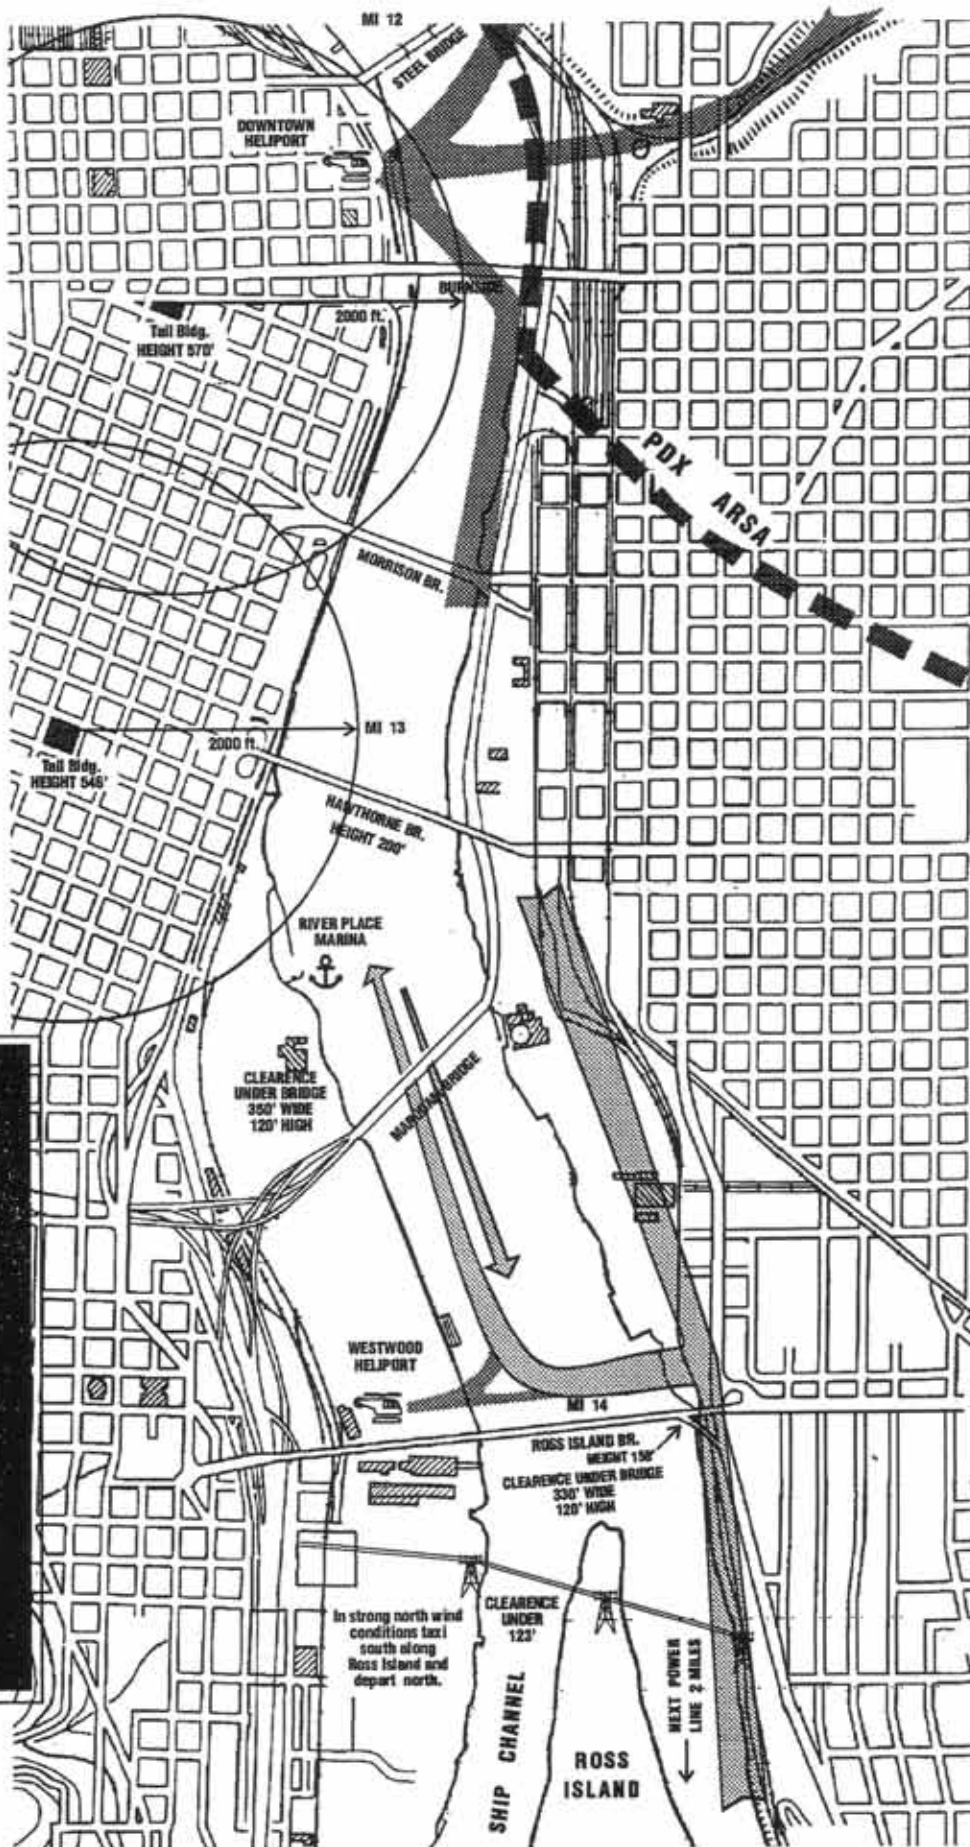 MI 12
STEEL BRIDGE
DOWNTOWN
HELIPORT
BURNSIDE
2000 ft.
Tall Bldg.
HEIGHT 570'
PDX ARSA
MORRISON BR.
MI 13
2000 ft.
Tall Bldg.
HEIGHT 546'
HAWTHORNE BR.
HEIGHT 200'
RIVER PLACE
MARINA
CLEARENCE
UNDER BRIDGE
350' WIDE
120' HIGH
BRIDGE
WESTWOOD
HELIPORT
MI 14
ROSS ISLAND BR.
HEIGHT 158'
CLEARENCE UNDER BRIDGE
330' WIDE
120' HIGH
In strong north wind
conditions taxi
south along
Ross Island and
depart north.
CLEARENCE
UNDER
123'
SHIP CHANNEL
ROSS
ISLAND
NEXT POWER
LINE 2 MILES